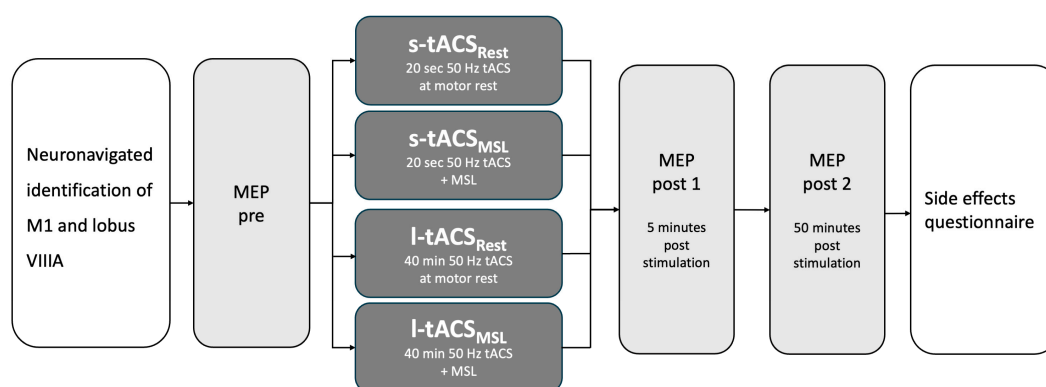 Neuronavigated
identification of
M1 and lobus
VIIIA
MEP
pre
s-tACSRest
20 sec 50 Hz tACS
at motor rest
s-tACSMSL
20 sec 50 Hz tACS
+ MSL
l-tACSRest
40 min 50 Hz tACS
at motor rest
l-tACSMSL
40 min 50 Hz tACS
+ MSL
MEP
post 1
5 minutes
post
stimulation
MEP
post 2
50 minutes
post
stimulation
Side effects
questionnaire